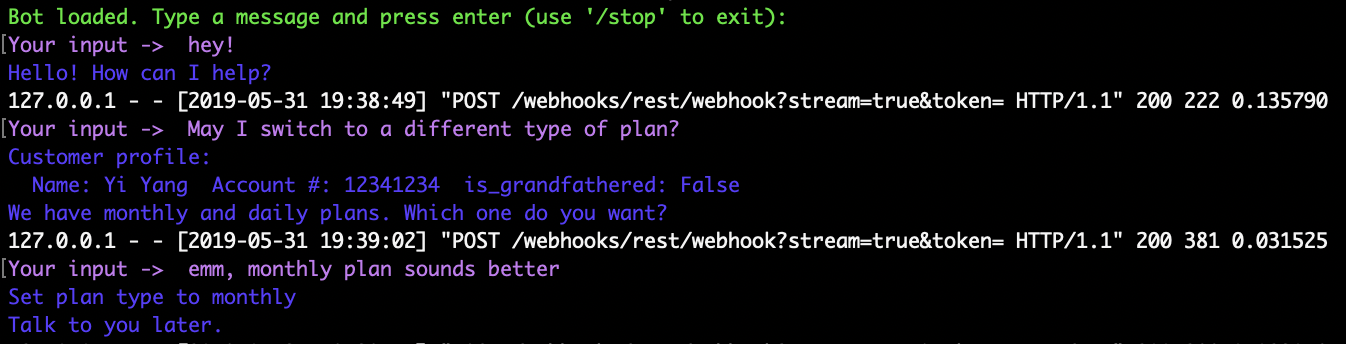 Bot loaded. Type a message and press enter (use '/stop' to exit):
[Your input ->  hey!
Hello! How can I help?
127.0.0.1 - - [2019-05-31 19:38:49] "POST /webhooks/rest/webhook?stream=true&token= HTTP/1.1" 200 222 0.135790
[Your input ->  May I switch to a different type of plan?
Customer profile:
  Name: Yi Yang  Account #: 12341234  is_grandfathered: False
We have monthly and daily plans. Which one do you want?
127.0.0.1 - - [2019-05-31 19:39:02] "POST /webhooks/rest/webhook?stream=true&token= HTTP/1.1" 200 381 0.031525
[Your input ->  emm, monthly plan sounds better
Set plan type to monthly
Talk to you later.